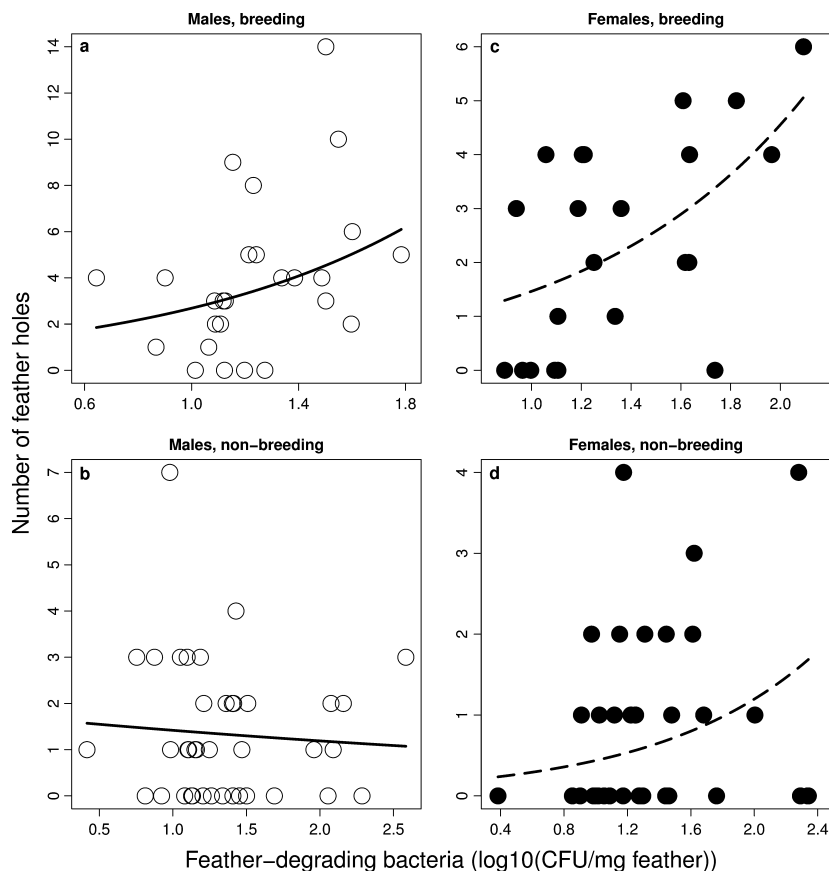 Males, breeding
Females, breeding
a
c
14
12
10
8
6
4
2
0
6
5
4
3
2
1
0
0.6 1.0 1.4 1.8
1.0 1.2 1.4 1.6 1.8 2.0
Number of feather holes
Males, non−breeding
Females, non−breeding
b
d
7
6
5
4
3
2
1
0
4
3
2
1
0
0.5 1.0 1.5 2.0 2.5
0.4 0.8 1.2 1.6 2.0 2.4
Feather−degrading bacteria (log10(CFU/mg feather))